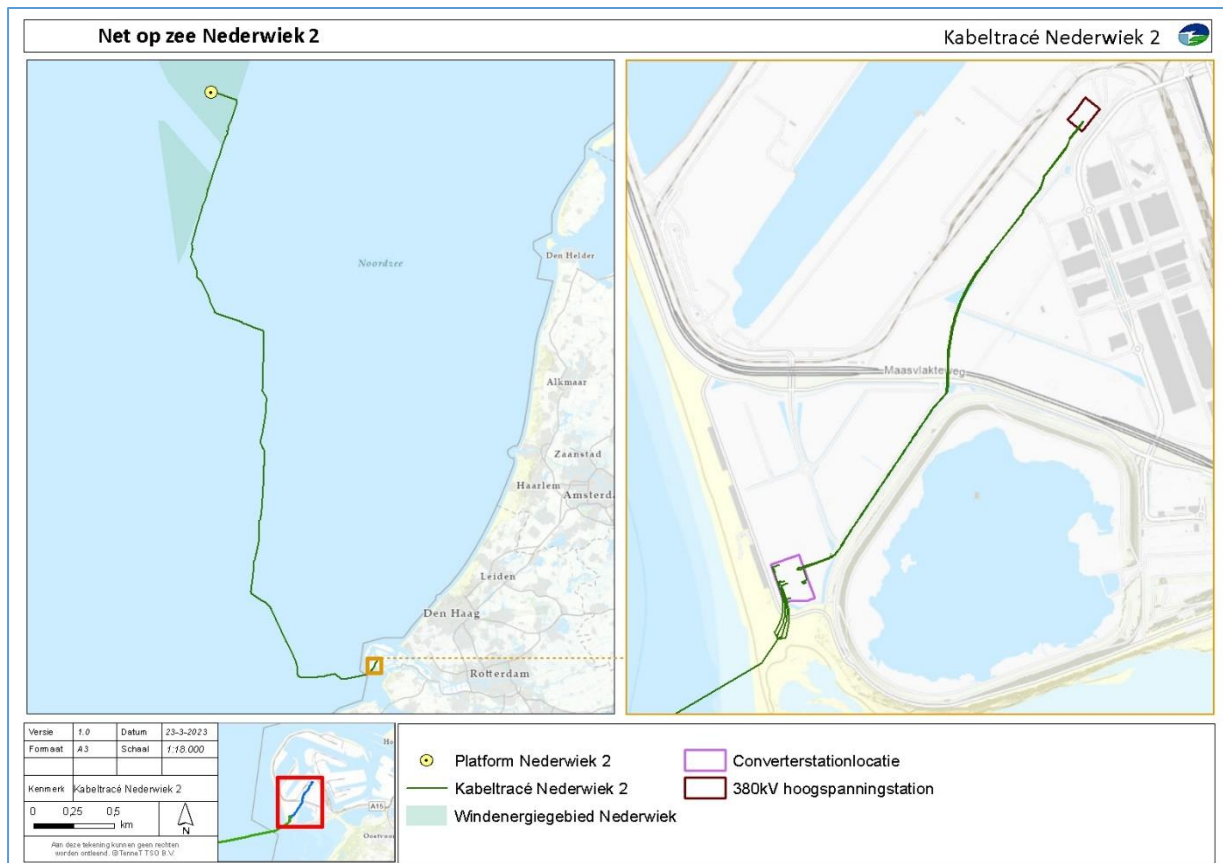 Net op zee Nederwiek 2
Kabeltracé Nederwiek 2
Noordzee
Den Helder
Alkmaar
Zaanstad
Haarlem
Amsterda
Leiden
Den Haag
Rotterdam
Maasvlakteweg
Versie 1.0 Datum 23-3-2023
Formaat A3 Schaal 1:18.000
Kenmerk Kabeltracé Nederwiek 2
0 0,25 0,5
km
N
Aan deze tekening kunnen geen rechten
worden ontleend. @TenneT TSO B.V.
A15
Platform Nederwiek 2
Kabeltracé Nederwiek 2
Windenergiegebied Nederwiek
Converterstationlocatie
380kV hoogspanningstation